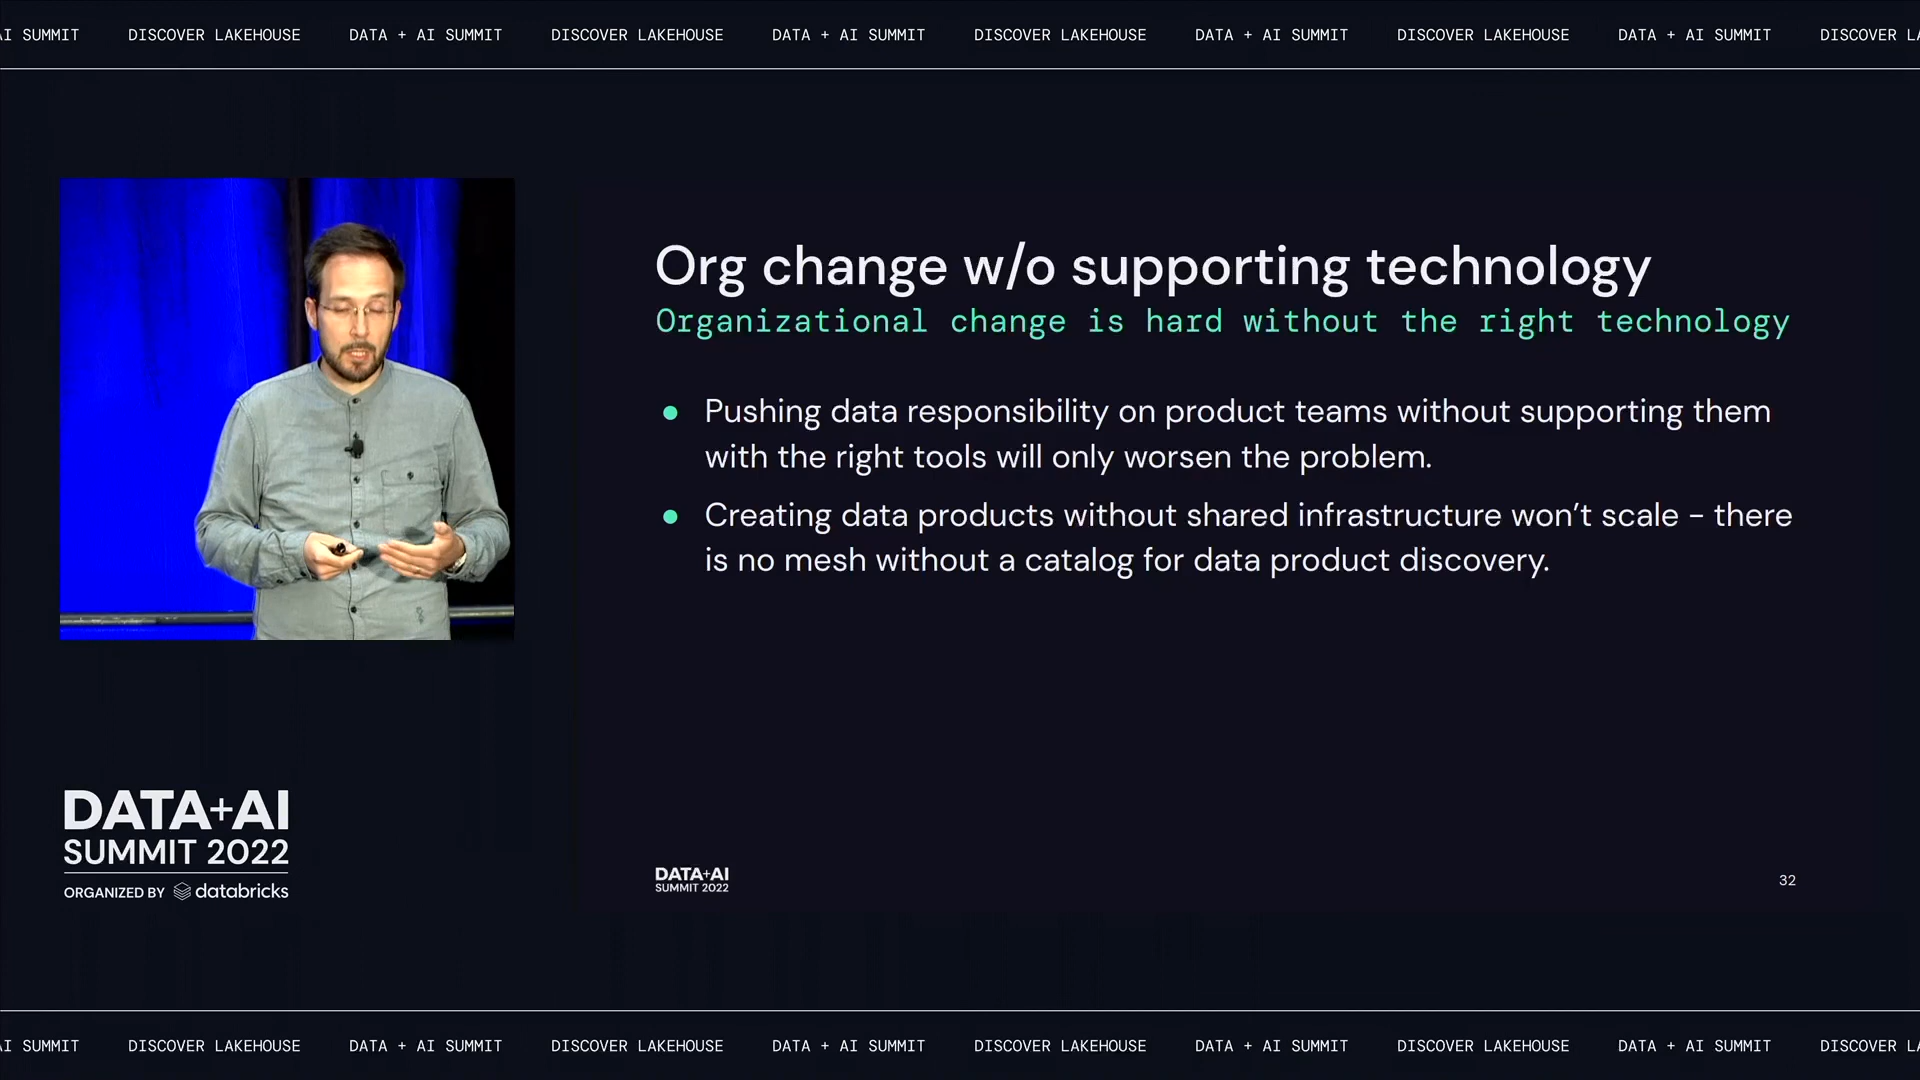 AI SUMMIT DISCOVER LAKEHOUSE DATA + AI SUMMIT DISCOVER LAKEHOUSE DATA + AI SUMMIT DISCOVER LAKEHOUSE DATA + AI SUMMIT DISCOVER LAKEHOUSE DATA + AI SUMMIT DISCOVER LA
Org change w/o supporting technology
Organizational change is hard without the right technology
● Pushing data responsibility on product teams without supporting them
with the right tools will only worsen the problem.
● Creating data products without shared infrastructure won’t scale – there
is no mesh without a catalog for data product discovery.
DATA+AI
SUMMIT 2022
ORGANIZED BY databricks
DATA+AI
SUMMIT 2022
32
AI SUMMIT DISCOVER LAKEHOUSE DATA + AI SUMMIT DISCOVER LAKEHOUSE DATA + AI SUMMIT DISCOVER LAKEHOUSE DATA + AI SUMMIT DISCOVER LAKEHOUSE DATA + AI SUMMIT DISCOVER LA